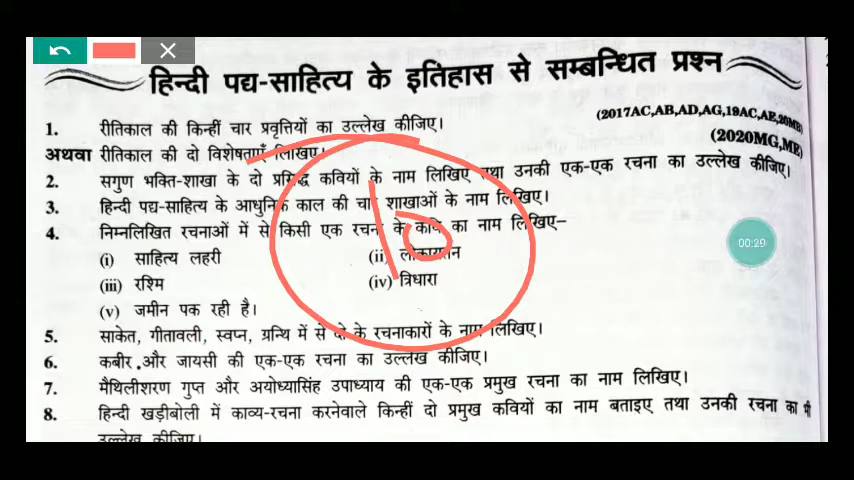 हिन्दी पद्य-साहित्य के इतिहास से सम्बन्धित प्रश्न
1. रीतिकाल की किन्हीं चार प्रवृत्तियों का उल्लेख कीजिए। (2017AC,AB,AD,AG,19AC,AE,20MB)
अथवा रीतिकाल की दो विशेषताएँ लिखिए। (2020MG,ME)
2. सगुण भक्ति-शाखा के दो प्रसिद्ध कवियों के नाम लिखिए तथा उनकी एक-एक रचना का उल्लेख कीजिए।
3. हिन्दी पद्य-साहित्य के आधुनिक काल की चार शाखाओं के नाम लिखिए।
4. निम्नलिखित रचनाओं में से किसी एक रचना के कवि का नाम लिखिए–
(i) साहित्य लहरी (ii) लोकायतन
(iii) रश्मि (iv) त्रिधारा
(v) जमीन पक रही है।
5. साकेत, गीतावली, स्वप्न, ग्रन्थि में से दो के रचनाकारों के नाम लिखिए।
6. कबीर और जायसी की एक-एक रचना का उल्लेख कीजिए।
7. मैथिलीशरण गुप्त और अयोध्यासिंह उपाध्याय की एक-एक प्रमुख रचना का नाम लिखिए।
8. हिन्दी खड़ीबोली में काव्य-रचना करनेवाले किन्हीं दो प्रमुख कवियों का नाम बताइए तथा उनकी रचना का भी
उल्लेख कीजिए।
10
00:29